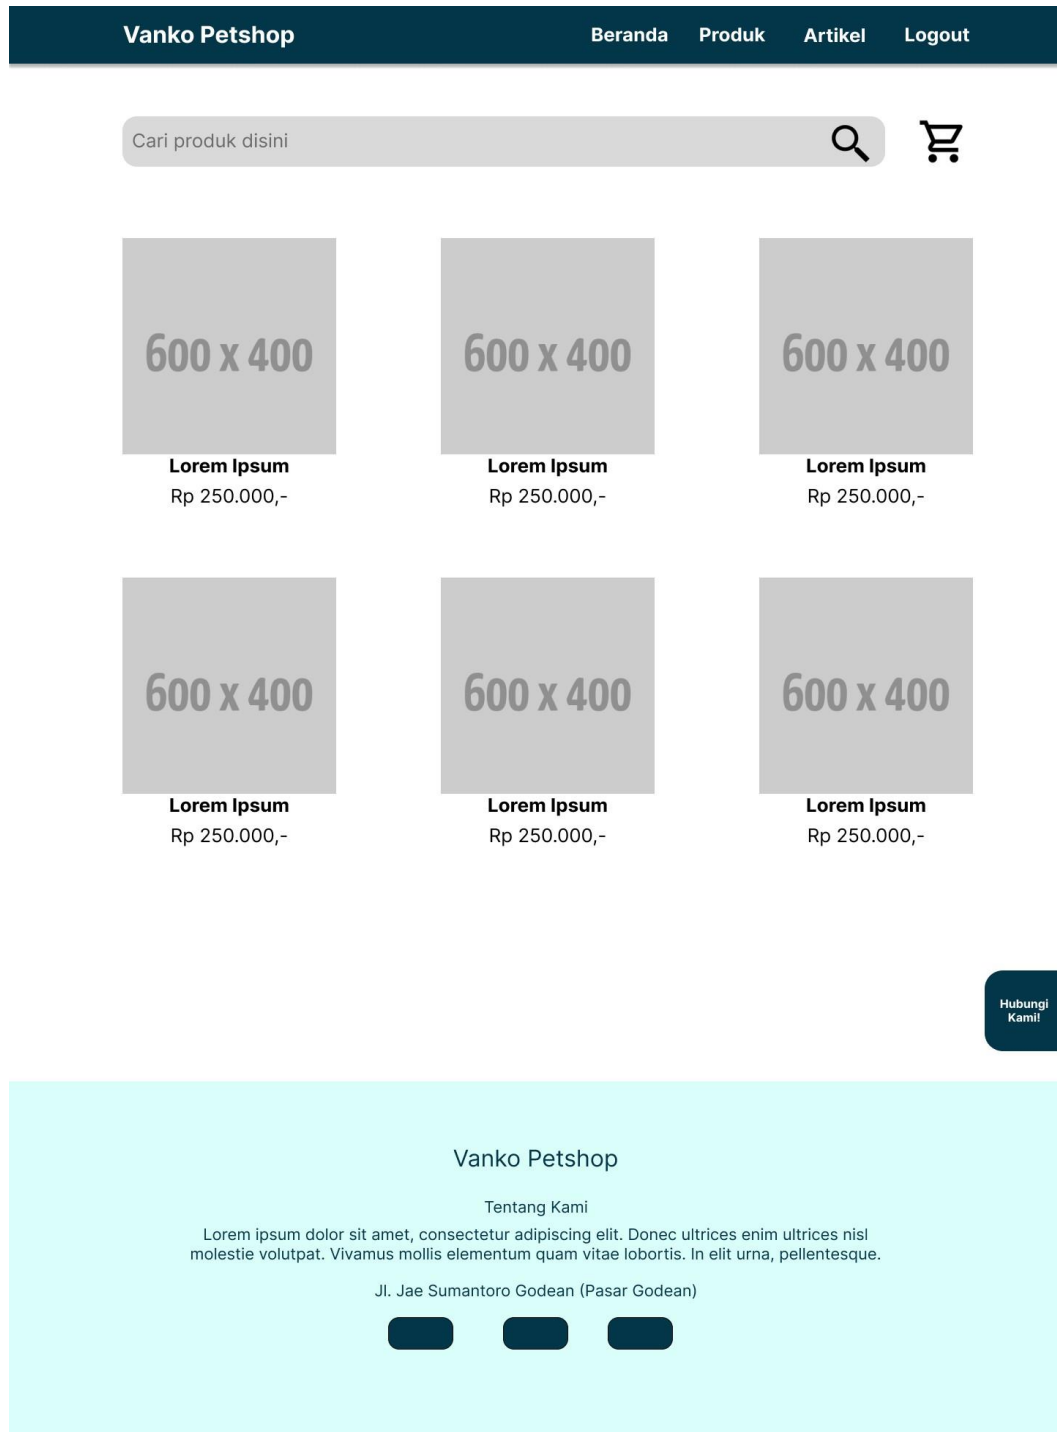 Vanko Petshop
Beranda
Produk
Artikel
Logout
Cari produk disini
600 x 400
600 x 400
600 x 400
Lorem Ipsum
Rp 250.000,-
Lorem Ipsum
Rp 250.000,-
Lorem Ipsum
Rp 250.000,-
600 x 400
600 x 400
600 x 400
Lorem Ipsum
Rp 250.000,-
Lorem Ipsum
Rp 250.000,-
Lorem Ipsum
Rp 250.000,-
Hubungi
Kami!
Vanko Petshop
Tentang Kami
Lorem ipsum dolor sit amet, consectetur adipiscing elit. Donec ultrices enim ultrices nisl
molestie volutpat. Vivamus mollis elementum quam vitae lobortis. In elit urna, pellentesque.
Jl. Jae Sumantoro Godean (Pasar Godean)